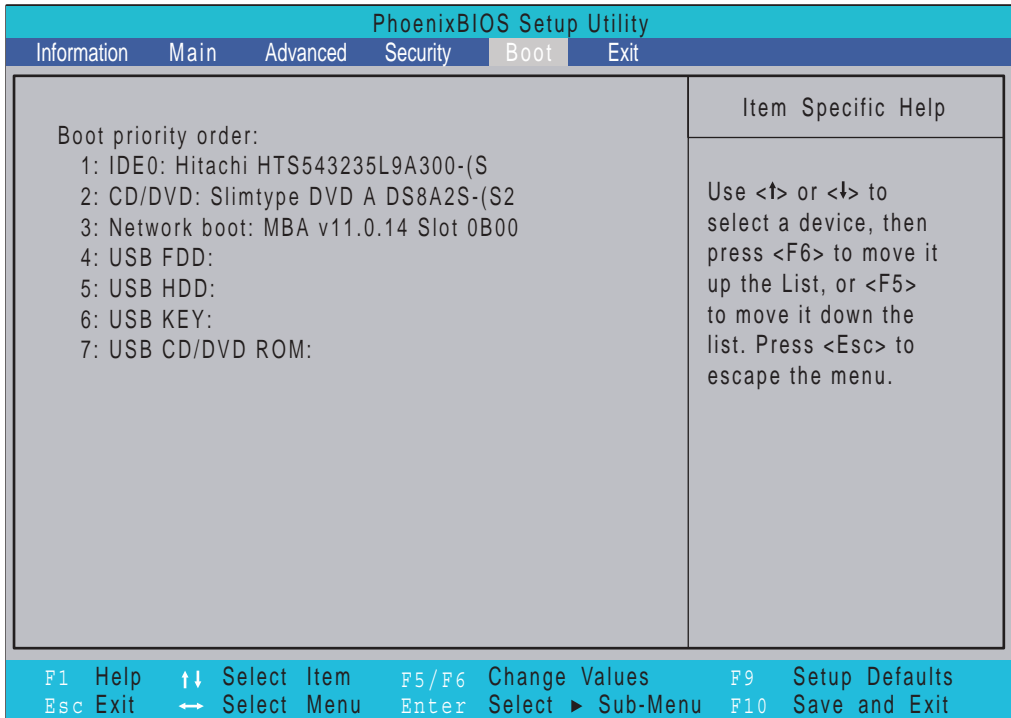 PhoenixBIOS Setup Utility
Information Main Advanced Security Boot Exit
Boot priority order:
1: IDE0: Hitachi HTS543235L9A300-(S
2: CD/DVD: Slimtype DVD A DS8A2S-(S2
3: Network boot: MBA v11.0.14 Slot 0B00
4: USB FDD:
5: USB HDD:
6: USB KEY:
7: USB CD/DVD ROM:
Item Specific Help
Use <↑> or <↓> to
select a device, then
press <F6> to move it
up the List, or <F5>
to move it down the
list. Press <Esc> to
escape the menu.
F1 Help ↑↓ Select Item F5/F6 Change Values F9 Setup Defaults
Esc Exit ↔ Select Menu Enter Select ► Sub-Menu F10 Save and Exit